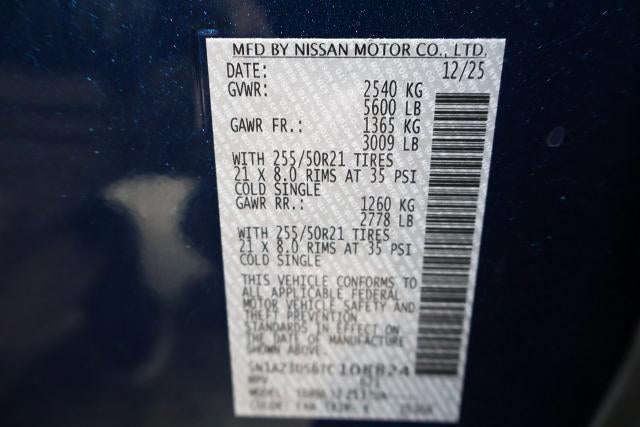 MFD BY NISSAN MOTOR CO., LTD.
DATE: 12/25
GVWR: 2540 KG
5600 LB
GAWR FR.: 1365 KG
3009 LB
WITH 255/50R21 TIRES
21 X 8.0 RIMS AT 35 PSI
COLD SINGLE
GAWR RR.: 1260 KG
2778 LB
WITH 255/50R21 TIRES
21 X 8.0 RIMS AT 35 PSI
COLD SINGLE
THIS VEHICLE CONFORMS TO
ALL APPLICABLE FEDERAL
MOTOR VEHICLE SAFETY AND
THEFT PREVENTION
STANDARDS IN EFFECT ON
THE DATE OF MANUFACTURE
SHOWN ABOVE.
MPV
MODEL:
COLOR: